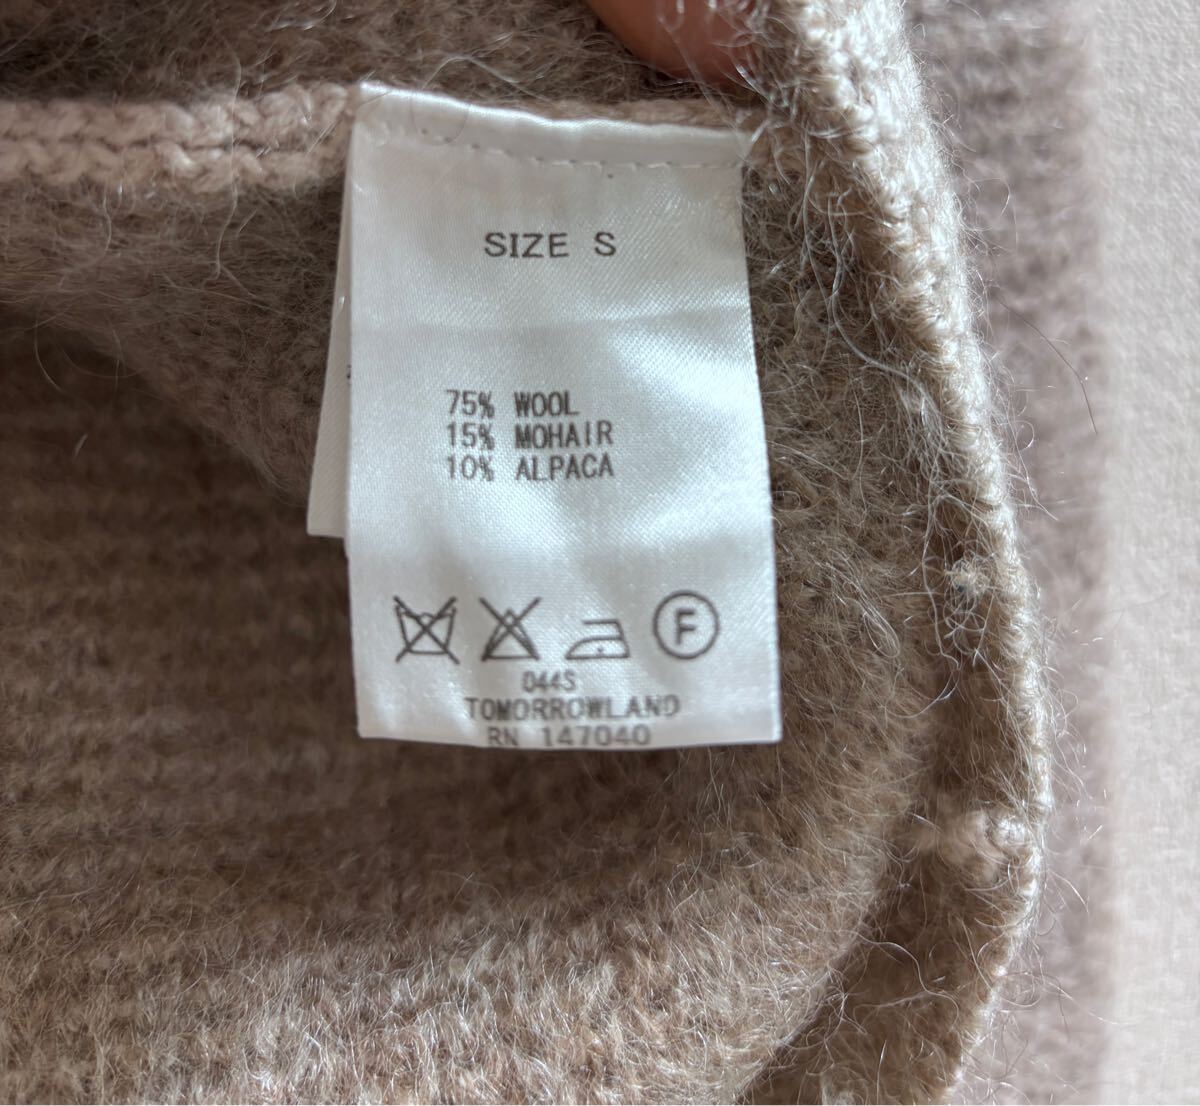 SIZE S
75% WOOL
15% MOHAIR
10% ALPACA
F
044S
TOMORROWLAND
RN 147040